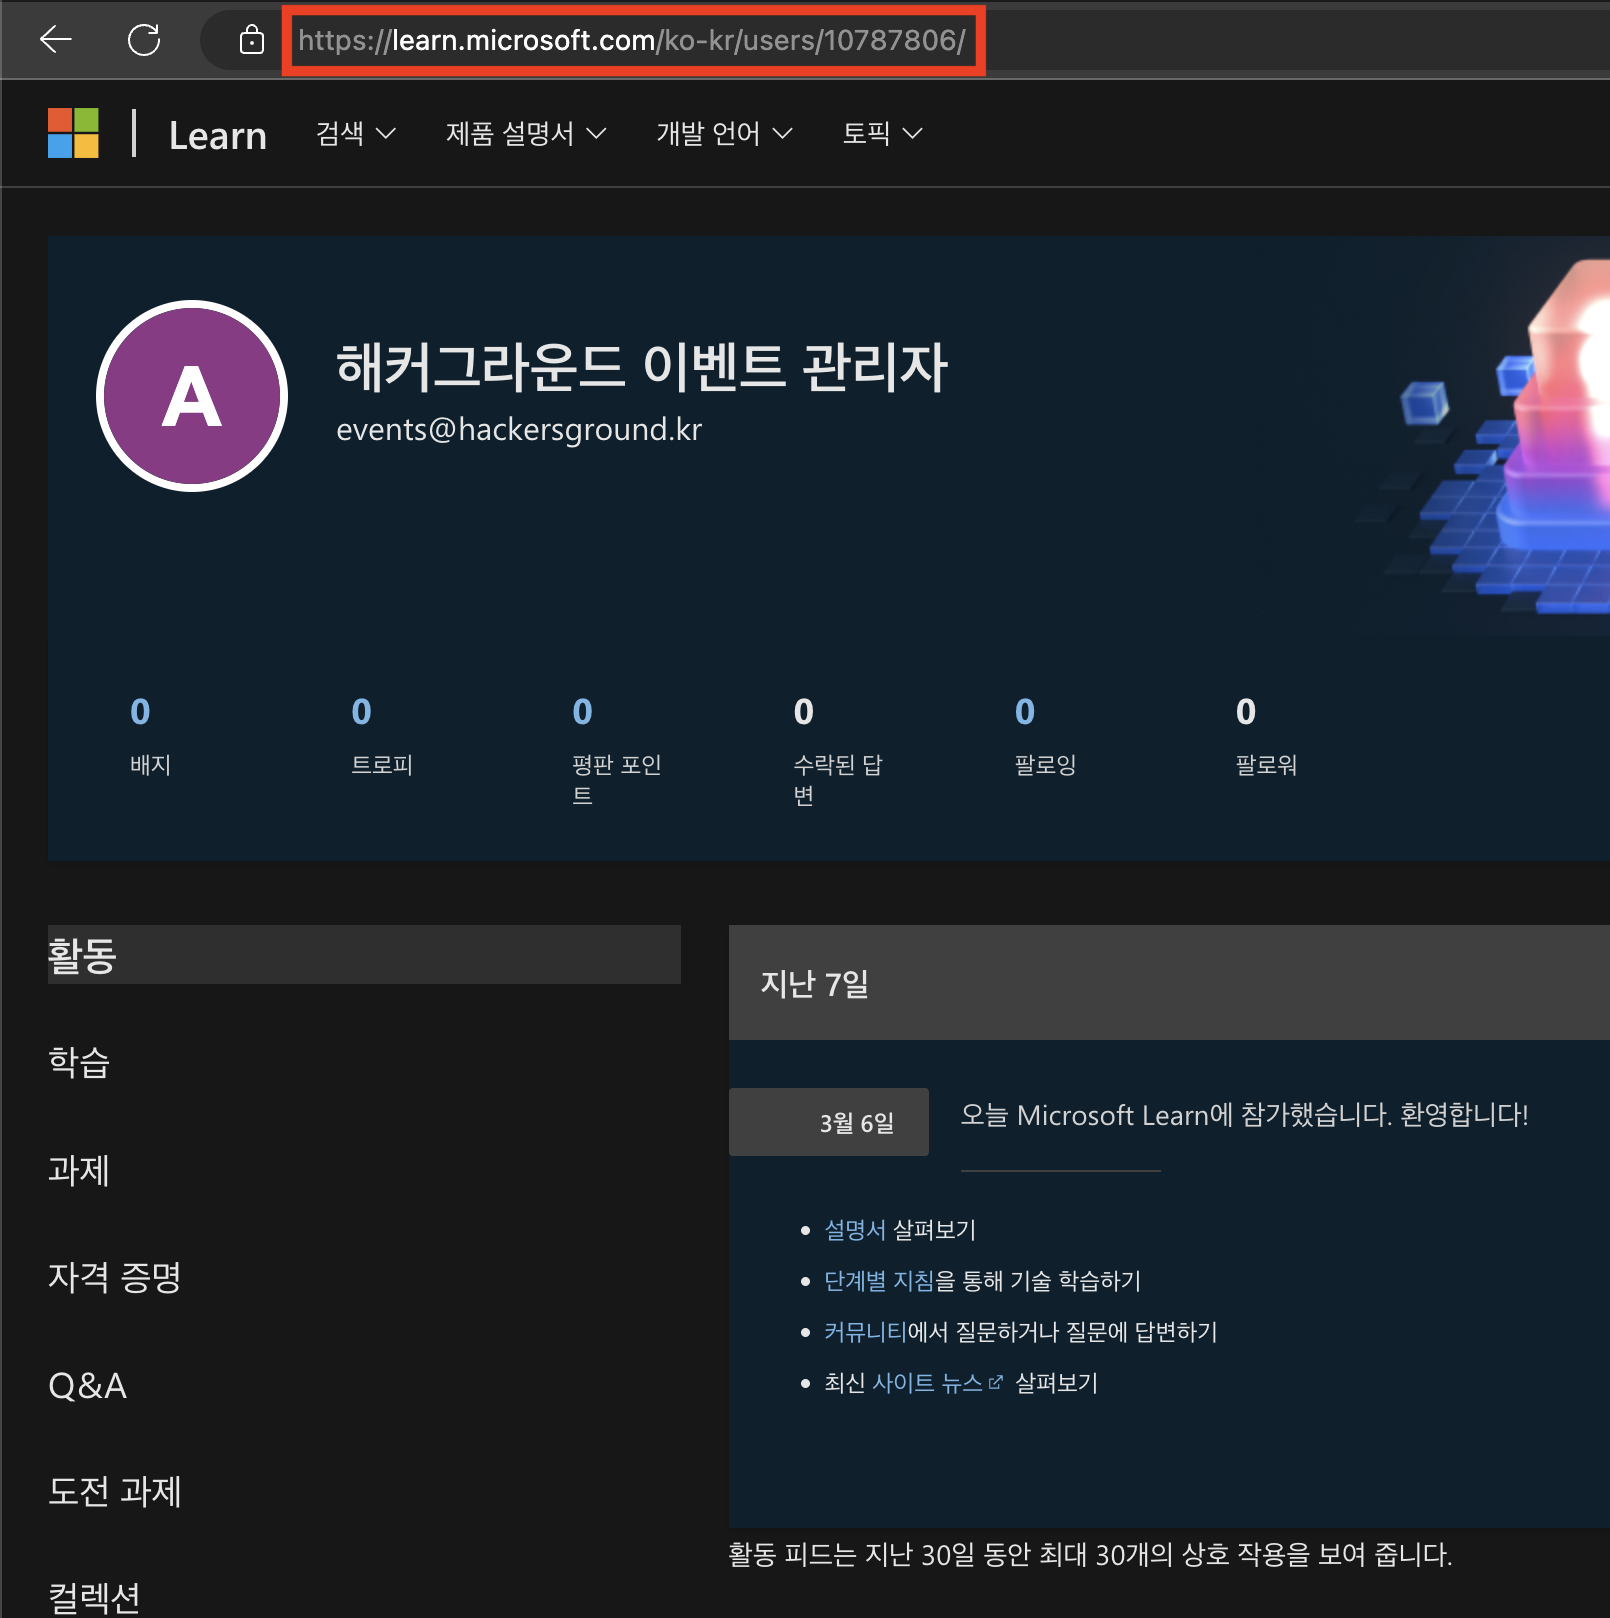 https://learn.microsoft.com/ko-kr/users/10787806/
Learn 검색 제품 설명서 개발 언어 토픽
A
해커그라운드 이벤트 관리자
events@hackersground.kr
0 0 0 0 0 0
배지 트로피 평판 포인트 수락된 답변 팔로잉 팔로워
활동
학습
과제
자격 증명
Q&A
도전 과제
컬렉션
지난 7일
3월 6일
오늘 Microsoft Learn에 참가했습니다. 환영합니다!
• 설명서 살펴보기
• 단계별 지침을 통해 기술 학습하기
• 커뮤니티에서 질문하거나 질문에 답변하기
• 최신 사이트 뉴스 살펴보기
활동 피드는 지난 30일 동안 최대 30개의 상호 작용을 보여 줍니다.